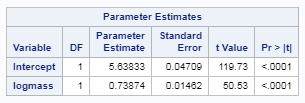 Parameter Estimates
Variable DF Parameter Estimate Standard Error t Value Pr > |t|
Intercept 1 5.63833 0.04709 119.73 <.0001
logmass 1 0.73874 0.01462 50.53 <.0001